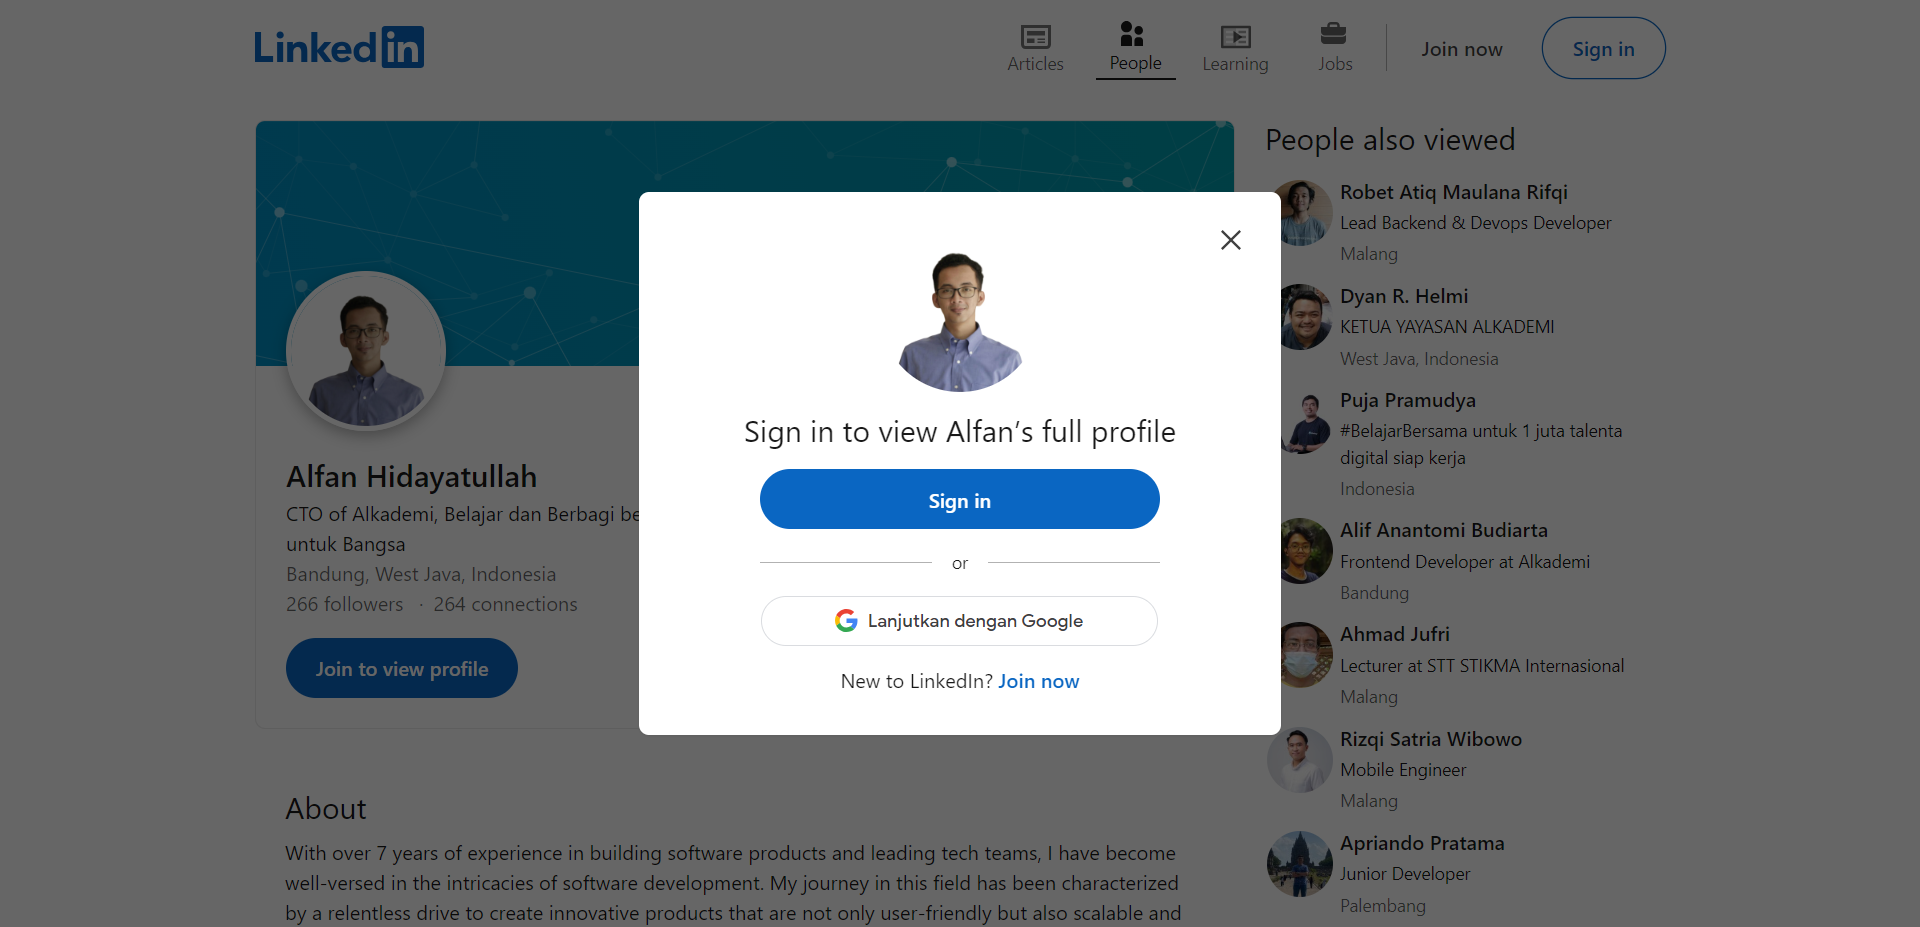 LinkedIn
Articles
People
Learning
Jobs
Join now
Sign in
Alfan Hidayatullah
CTO of Alkademi, Belajar dan Berbagi
untuk Bangsa
Bandung, West Java, Indonesia
266 followers · 264 connections
Join to view profile
About
With over 7 years of experience in building software products and leading tech teams, I have become
well-versed in the intricacies of software development. My journey in this field has been characterized
by a relentless drive to create innovative products that are not only user-friendly but also scalable and
Sign in to view Alfan’s full profile
Sign in
or
Lanjutkan dengan Google
New to LinkedIn? Join now
People also viewed
Robet Atiq Maulana Rifqi
Lead Backend & Devops Developer
Malang
Dyan R. Helmi
KETUA YAYASAN ALKADEMI
West Java, Indonesia
Puja Pramudya
#BelajarBersama untuk 1 juta talenta
digital siap kerja
Indonesia
Alif Anantomi Budiarta
Frontend Developer at Alkademi
Bandung
Ahmad Jufri
Lecturer at STT STIKMA Internasional
Malang
Rizqi Satria Wibowo
Mobile Engineer
Malang
Apriando Pratama
Junior Developer
Palembang